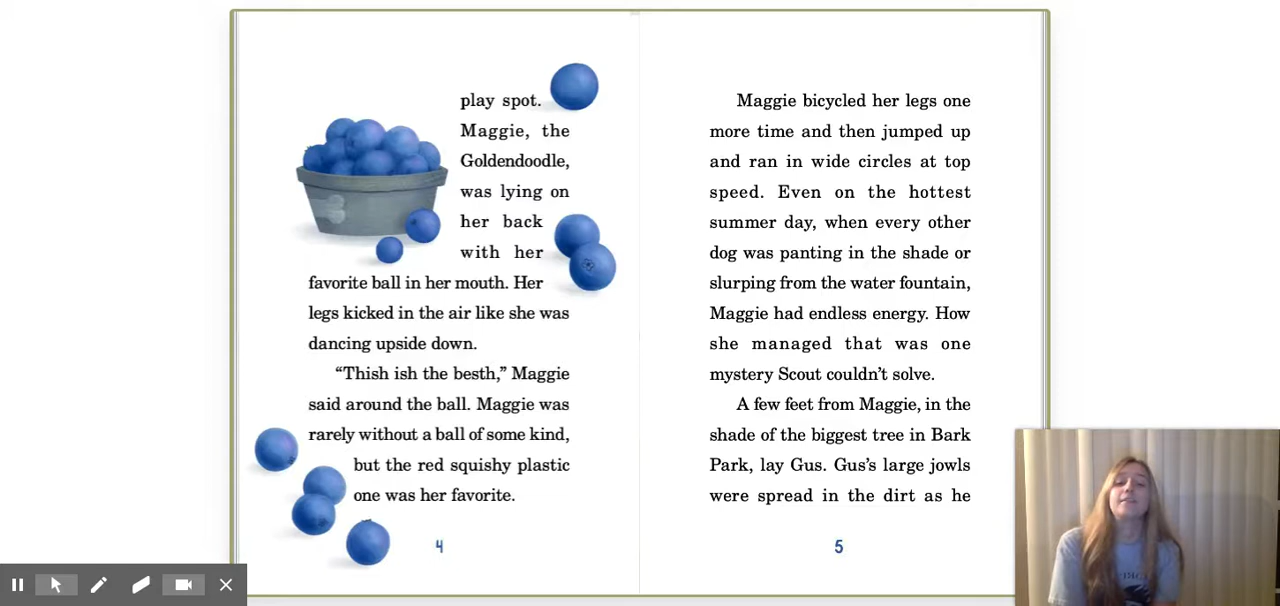 play spot.
Maggie, the
Goldendoodle,
was lying on
her back
with her
favorite ball in her mouth. Her
legs kicked in the air like she was
dancing upside down.
“Thish ish the besth,” Maggie
said around the ball. Maggie was
rarely without a ball of some kind,
but the red squishy plastic
one was her favorite.
4
Maggie bicycled her legs one
more time and then jumped up
and ran in wide circles at top
speed. Even on the hottest
summer day, when every other
dog was panting in the shade or
slurping from the water fountain,
Maggie had endless energy. How
she managed that was one
mystery Scout couldn’t solve.
A few feet from Maggie, in the
shade of the biggest tree in Bark
Park, lay Gus. Gus’s large jowls
were spread in the dirt as he
5